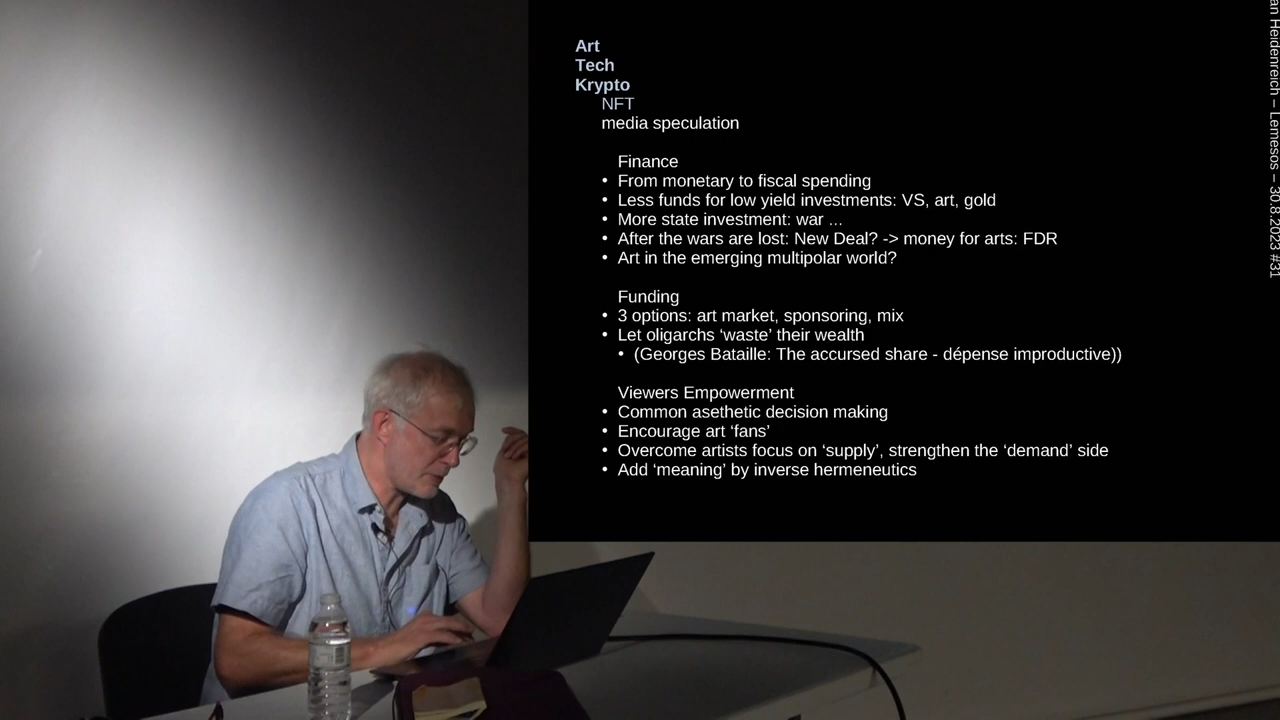 Art
Tech
Krypto
NFT
media speculation
Finance
• From monetary to fiscal spending
• Less funds for low yield investments: VS, art, gold
• More state investment: war ...
• After the wars are lost: New Deal? -> money for arts: FDR
• Art in the emerging multipolar world?
Funding
• 3 options: art market, sponsoring, mix
• Let oligarchs ‘waste’ their wealth
• (Georges Bataille: The accursed share - dépense improductive))
Viewers Empowerment
• Common asethetic decision making
• Encourage art ‘fans’
• Overcome artists focus on ‘supply’, strengthen the ‘demand’ side
• Add ‘meaning’ by inverse hermeneutics
an Heidenreich – Lemesos – 30.8.2023 #31